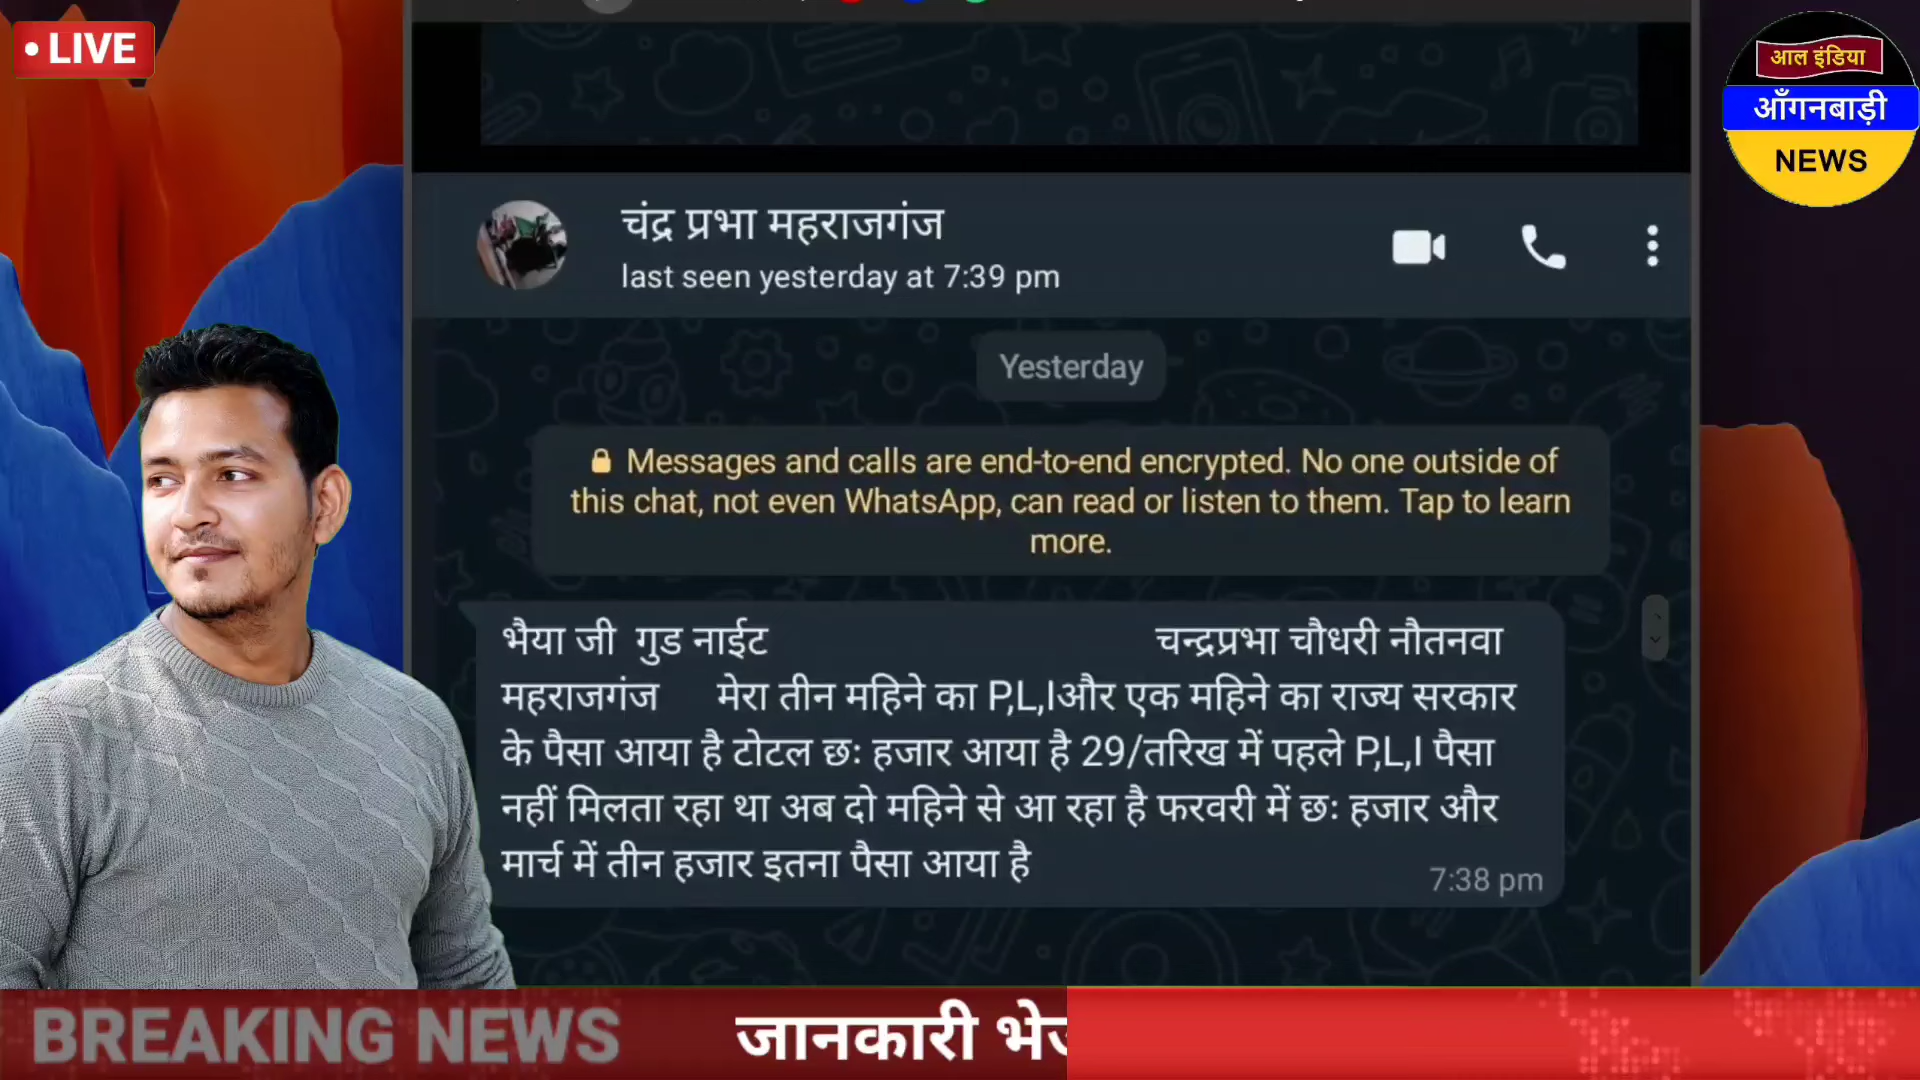 LIVE
आल इंडिया
आँगनबाड़ी
NEWS
चंद्र प्रभा महराजगंज
last seen yesterday at 7:39 pm
Yesterday
Messages and calls are end-to-end encrypted. No one outside of
this chat, not even WhatsApp, can read or listen to them. Tap to learn
more.
भैया जी गुड नाईट चन्द्रप्रभा चौधरी नौतनवा
महराजगंज मेरा तीन महिने का P,L,Iऔर एक महिने का राज्य सरकार
के पैसा आया है टोटल छः हजार आया है 29/तरिख में पहले P,L,I पैसा
नहीं मिलता रहा था अब दो महिने से आ रहा है फरवरी में छः हजार और
मार्च में तीन हजार इतना पैसा आया है
7:38 pm
BREAKING NEWS
जानकारी